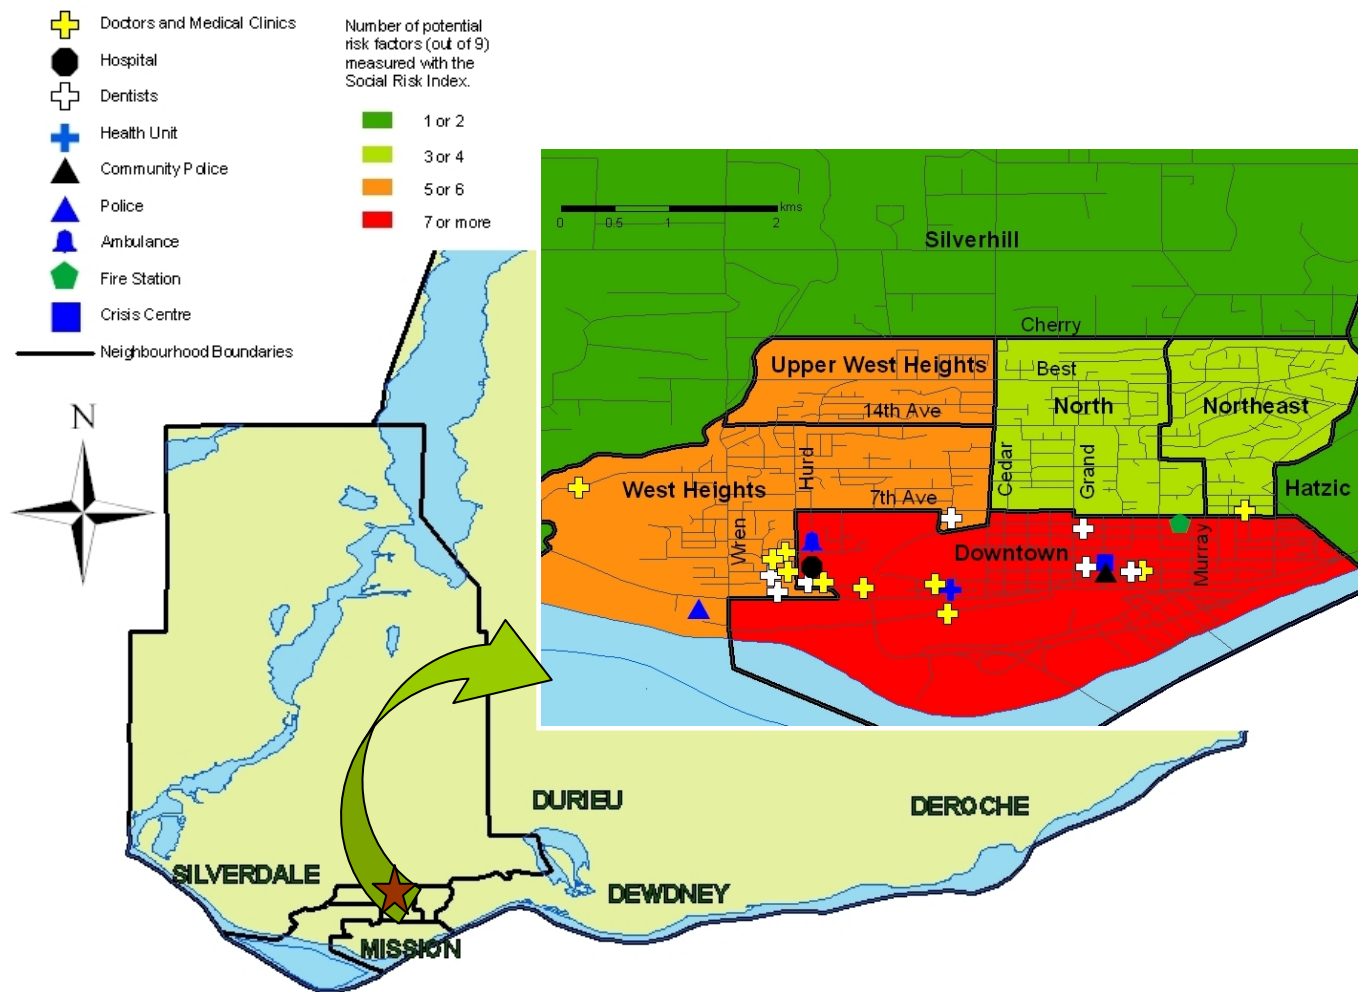 Doctors and Medical Clinics
Hospital
Dentists
Health Unit
Community Police
Police
Ambulance
Fire Station
Crisis Centre
Neighbourhood Boundaries
Number of potential
risk factors (out of 9)
measured with the
Social Risk Index.
1 or 2
3 or 4
5 or 6
7 or more
N
kms
0 0.5 1 2
Silverhill
Cherry
Upper West Heights
Best
14th Ave
North
Northeast
Hurd
Cedar
Grand
West Heights
7th Ave
Hatzic
Wren
Downtown
Murray
DURIEU
DEROCHE
SILVERDALE
DEWDNEY
MISSION